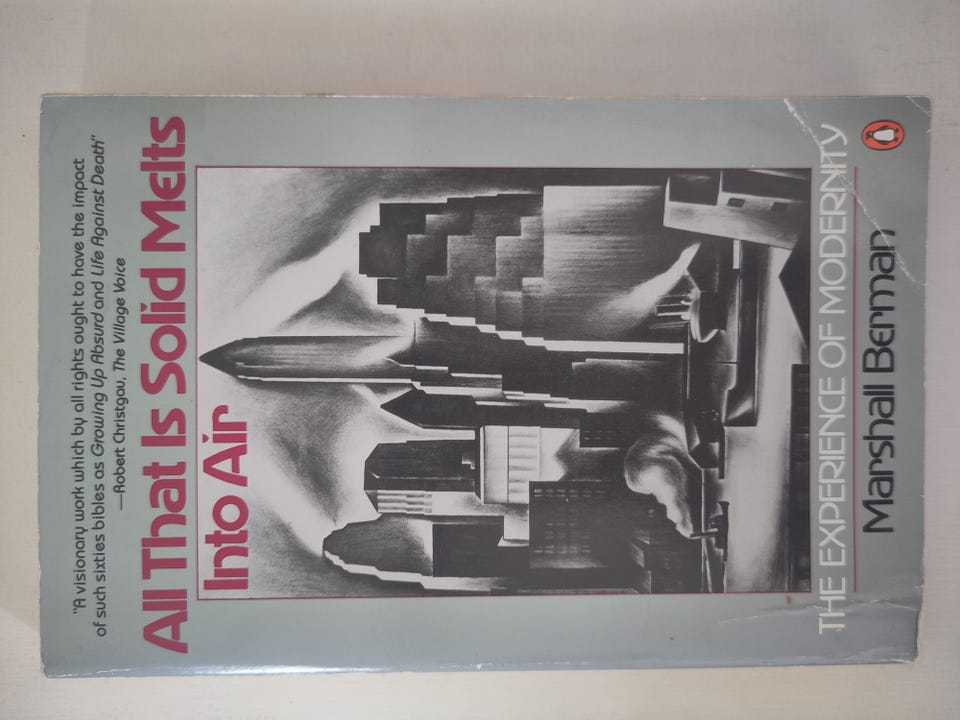 "A visionary work which by all rights ought to have the impact
of such sixties bibles as Growing Up Absurd and Life Against Death"
—Robert Christgau, The Village Voice
All That Is Solid Melts
Into Air
THE EXPERIENCE OF MODERNITY
Marshall Berman